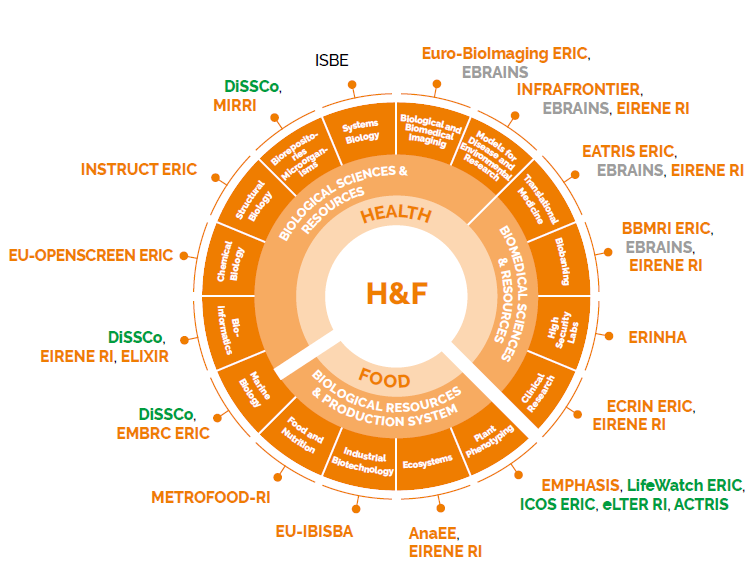 ISBE
Euro-BioImaging ERIC,
EBRAINS
DiSSCo,
MIRRI
INFRAFRONTIER,
EBRAINS, EIRENE RI
INSTRUCT ERIC
EATRIS ERIC,
EBRAINS, EIRENE RI
EU-OPENSCREEN ERIC
BBMRI ERIC,
EBRAINS,
EIRENE RI
DiSSCo,
EIRENE RI, ELIXIR
ERINHA
DiSSCo,
EMBRC ERIC
ECRIN ERIC,
EIRENE RI
METROFOOD-RI
EMPHASIS, LifeWatch ERIC,
ICOS ERIC, eLTER RI, ACTRIS
EU-IBISBA
AnaEE,
EIRENE RI
Systems
Biology
Biological and
Biomedical
Imaginig
Models for
Disease and
Environmental
Research
Translational
Medicine
Biobanking
High
Security
Labs
Clinical
Research
Plant
Phenotyping
Ecosystems
Industrial
Biotechnology
Food and
Nutrition
Marine
Biology
Bio-
informatics
Chemical
Biology
Structural
Biology
Bioreposito-
ries
Microorgan-
isms
BIOLOGICAL SCIENCES &
RESOURCES
BIOMEDICAL SCIENCES
& RESOURCES
BIOLOGICAL RESOURCES
& PRODUCTION SYSTEM
HEALTH
H&F
FOOD